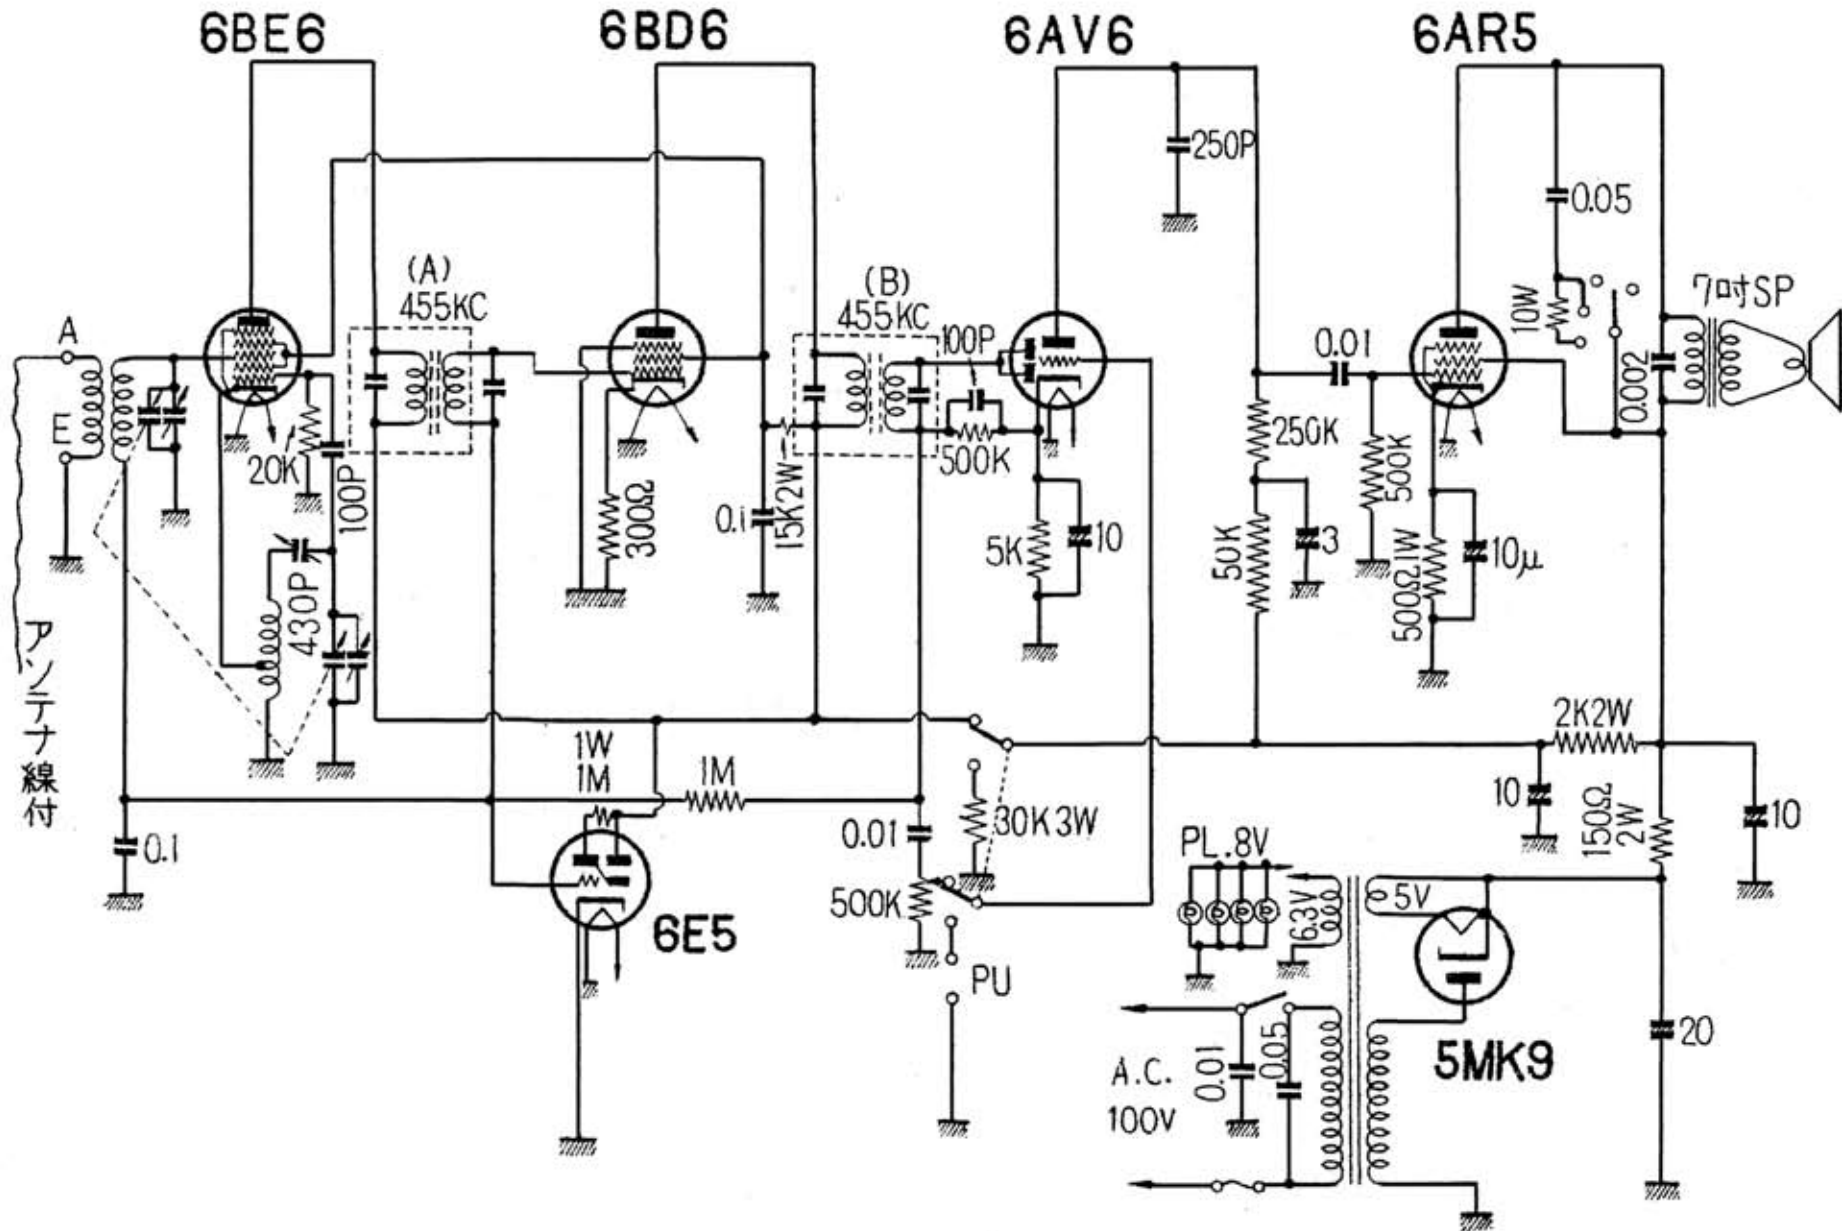 6BE6
6BD6
6AV6
6AR5
250P
0.05
(A)
455KC
(B)
455KC
100P
10W
7吋SP
A
E
0.01
0.002
20K
100P
500K
250K
500K
300Ω
0.1
15K2W
5K
10
50K
3
500Ω1W
10μ
430P
アンテナ線付
1W
1M
1M
2K2W
0.1
0.01
30K3W
10
150Ω
2W
10
PL.8V
500K
6.3V
5V
6E5
PU
20
A.C.
100V
0.01
0.05
5MK9